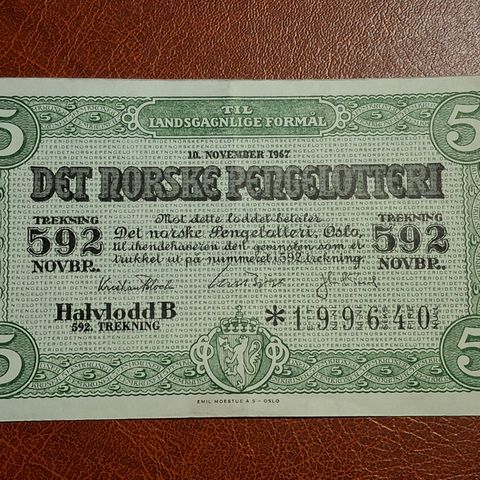 5 5
TIL
LANDSGAGNLIGE FORMÅL
10. NOVEMBER 1967
DET NORSKE PENGELOTTERI
TREKNING
592
NOVBR..
Mot dette loddet betaler
Det norske Pengelotteri, Oslo,
til ihendehaveren den gevinsten som er
trukket ut på nummeret i 592 trekning.
TREKNING
592
NOVBR..
Halvlodd B
592. TREKNING
*199640
5 5
EMIL MOESTUE A.S – OSLO